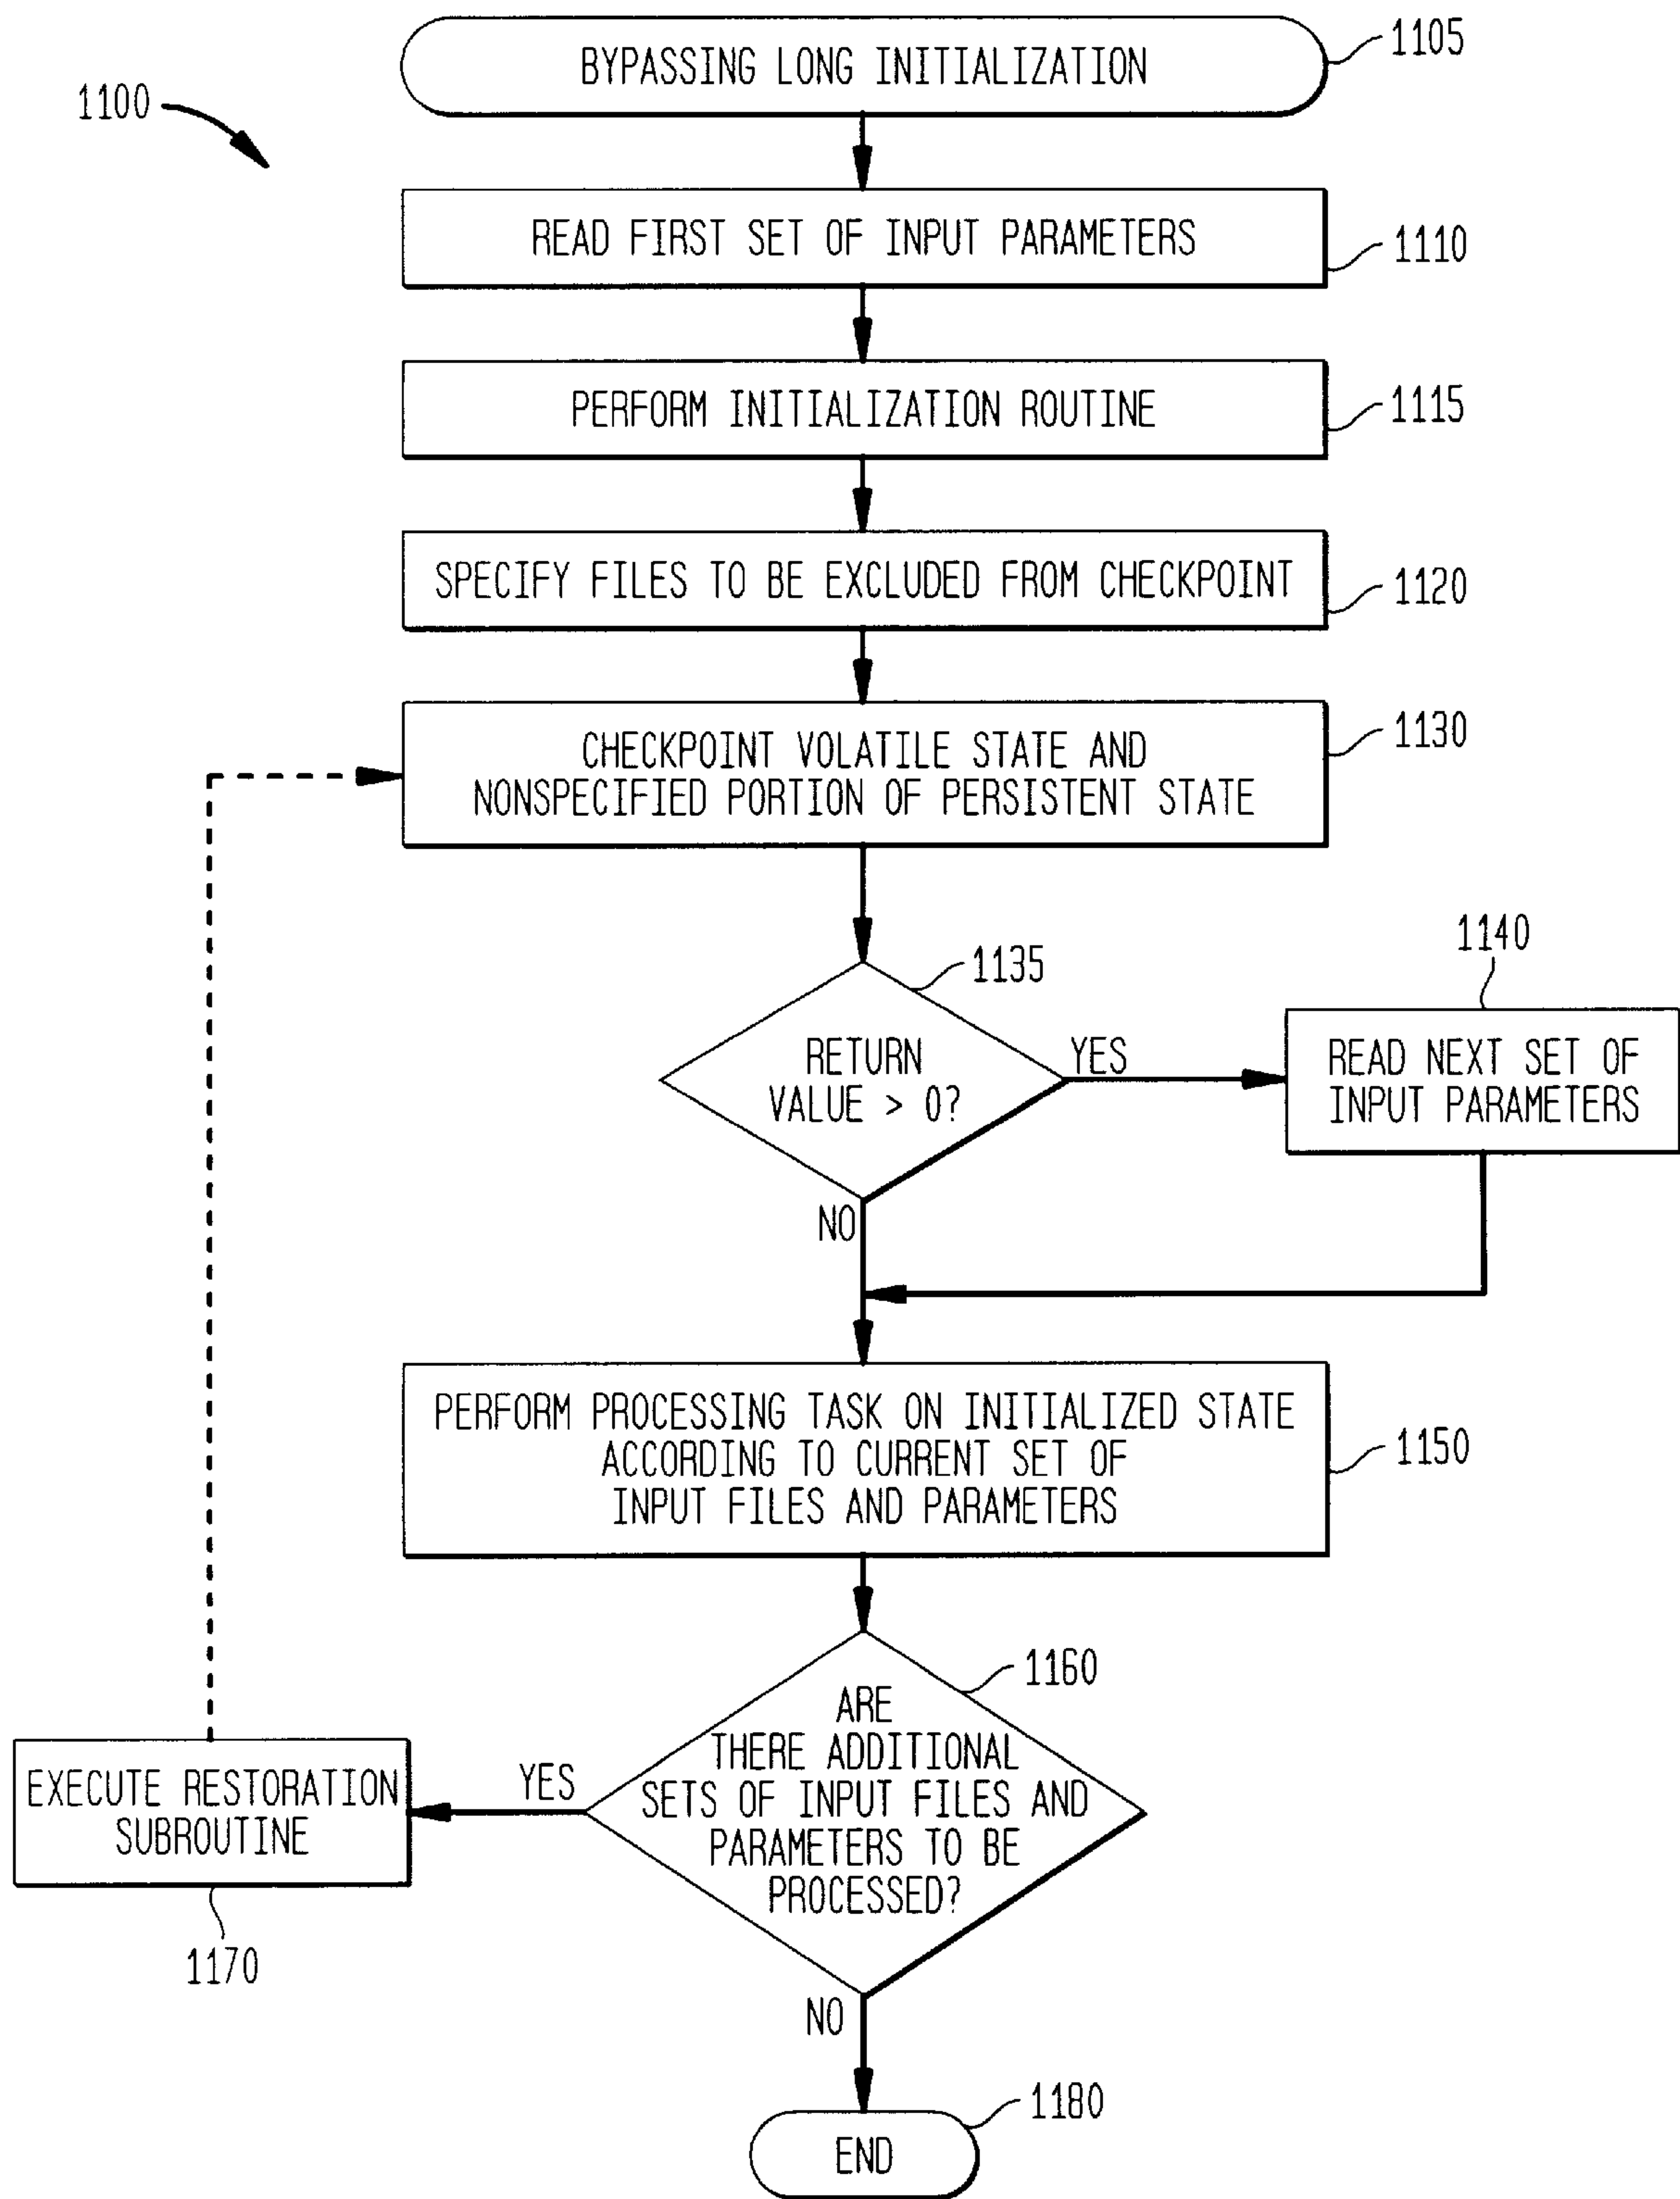 1100
BYPASSING LONG INITIALIZATION
1105
READ FIRST SET OF INPUT PARAMETERS
1110
PERFORM INITIALIZATION ROUTINE
1115
SPECIFY FILES TO BE EXCLUDED FROM CHECKPOINT
1120
CHECKPOINT VOLATILE STATE AND
NONSPECIFIED PORTION OF PERSISTENT STATE
1130
1135
RETURN
VALUE > 0?
YES
NO
1140
READ NEXT SET OF
INPUT PARAMETERS
PERFORM PROCESSING TASK ON INITIALIZED STATE
ACCORDING TO CURRENT SET OF
INPUT FILES AND PARAMETERS
1150
1160
ARE
THERE ADDITIONAL
SETS OF INPUT FILES AND
PARAMETERS TO BE
PROCESSED?
YES
EXECUTE RESTORATION
SUBROUTINE
1170
NO
1180
END